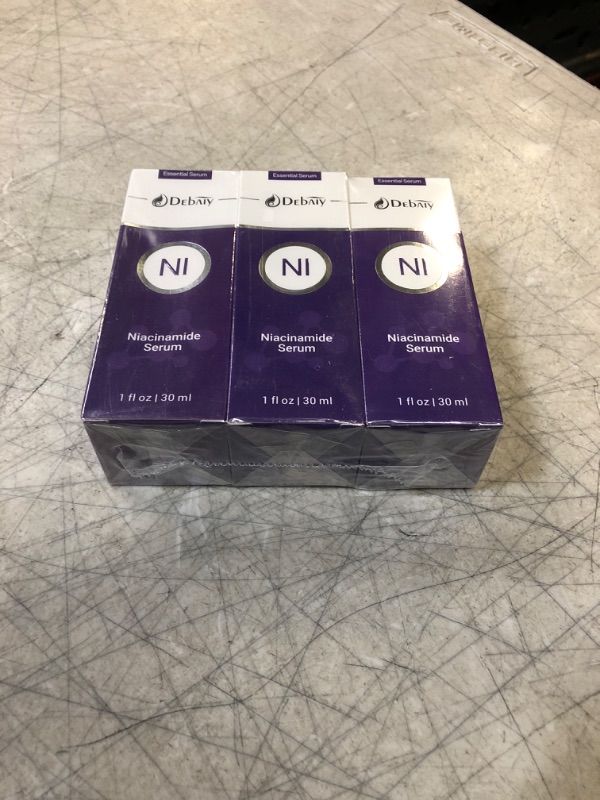 Essential Serum
DEBAIY
NI
Niacinamide
Serum
1 fl oz | 30 ml
Essential Serum
DEBAIY
NI
Niacinamide
Serum
1 fl oz | 30 ml
Essential Serum
DEBAIY
NI
Niacinamide
Serum
1 fl oz | 30 ml